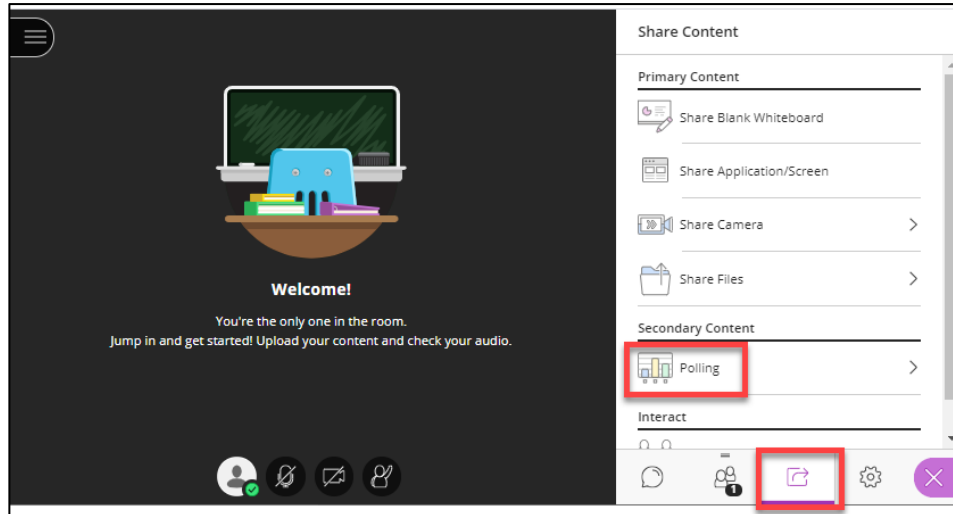 Share Content
Primary Content
Share Blank Whiteboard
Share Application/Screen
Share Camera
Share Files
Secondary Content
Polling
Interact
Welcome!
You're the only one in the room.
Jump in and get started! Upload your content and check your audio.
1